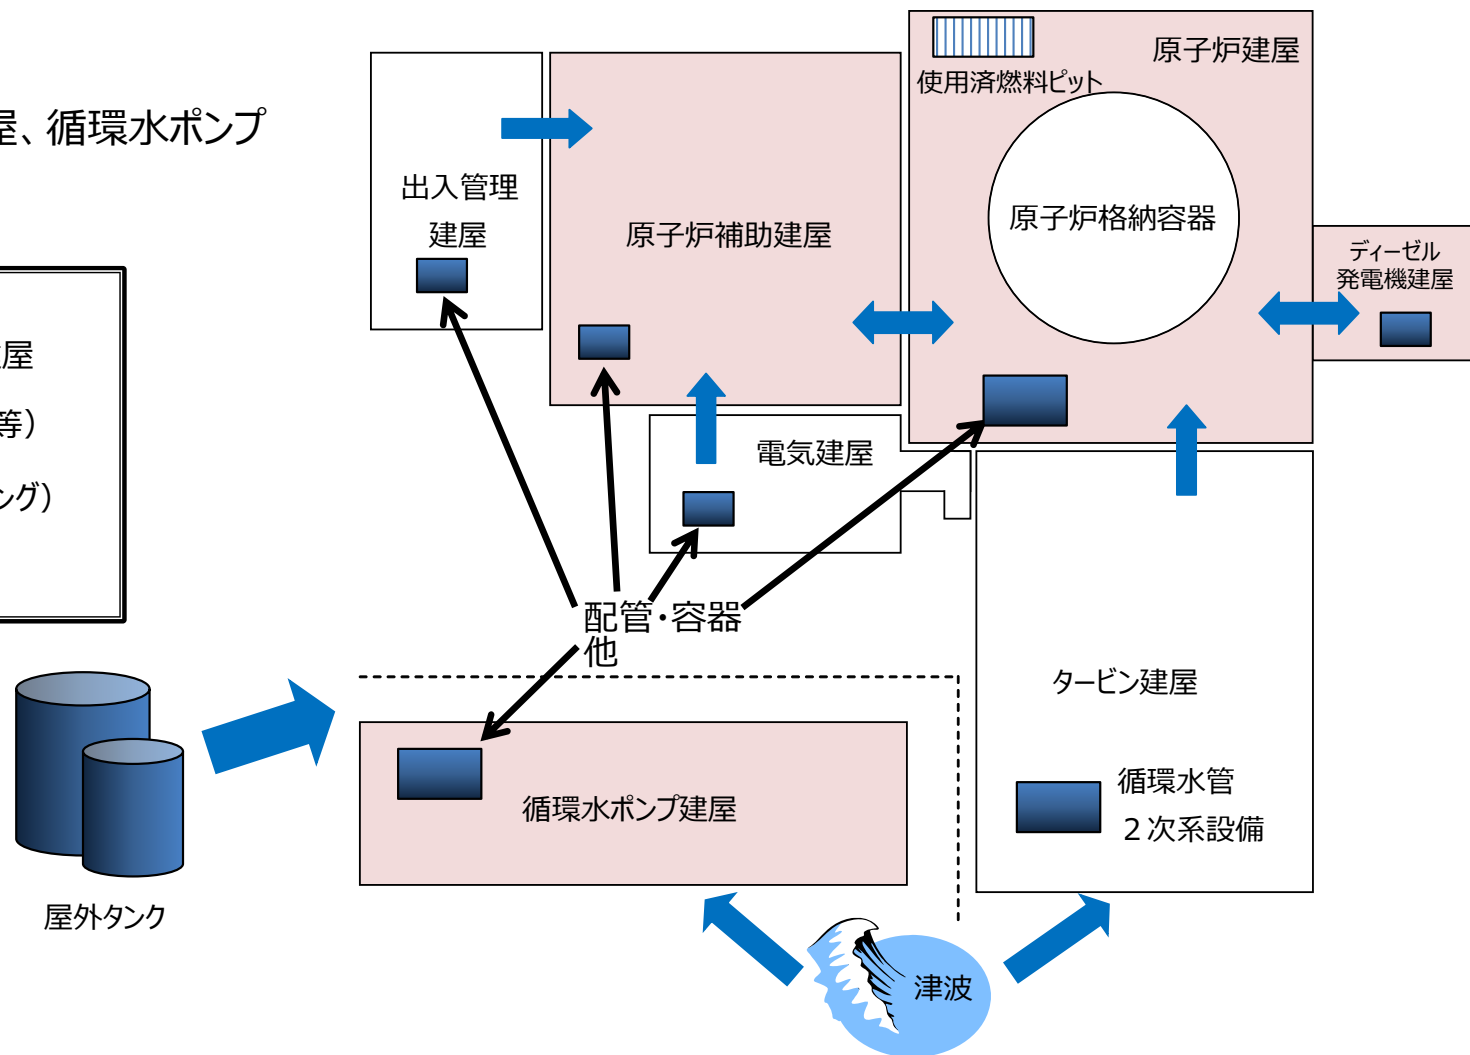 屋、循環水ポンプ
屋
等）
ング）
屋外タンク
出入管理
建屋
原子炉補助建屋
使用済燃料ピット
原子炉建屋
原子炉格納容器
ディーゼル
発電機建屋
電気建屋
配管・容器
他
循環水ポンプ建屋
タービン建屋
循環水管
２次系設備
津波